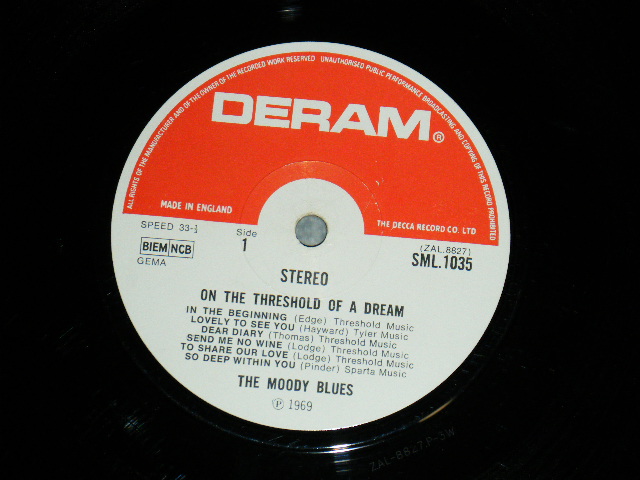 ALL RIGHTS OF THE MANUFACTURER AND OF THE OWNER OF THE RECORDED WORK RESERVED UNAUTHORISED PUBLIC PERFORMANCE BROADCASTING AND COPYING OF THIS RECORD PROHIBITED
DERAM®
MADE IN ENGLAND
THE DECCA RECORD CO. LTD
SPEED 33-⅓
Side
1
(ZAL.8827)
SML.1035
BIEM NCB
GEMA
STEREO
ON THE THRESHOLD OF A DREAM
IN THE BEGINNING (Edge) Threshold Music
LOVELY TO SEE YOU (Hayward) Tyler Music
DEAR DIARY (Thomas) Threshold Music
SEND ME NO WINE (Lodge) Threshold Music
TO SHARE OUR LOVE (Lodge) Threshold Music
SO DEEP WITHIN YOU (Pinder) Sparta Music
THE MOODY BLUES
℗ 1969
ZAL-8827.P-3W